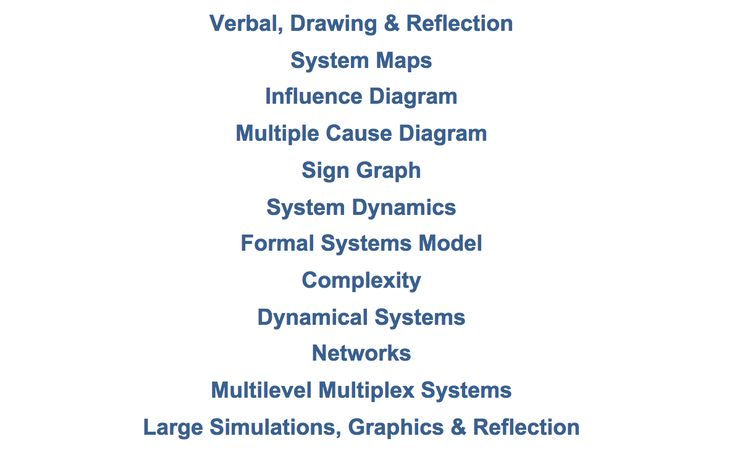 Verbal, Drawing & Reflection
System Maps
Influence Diagram
Multiple Cause Diagram
Sign Graph
System Dynamics
Formal Systems Model
Complexity
Dynamical Systems
Networks
Multilevel Multiplex Systems
Large Simulations, Graphics & Reflection